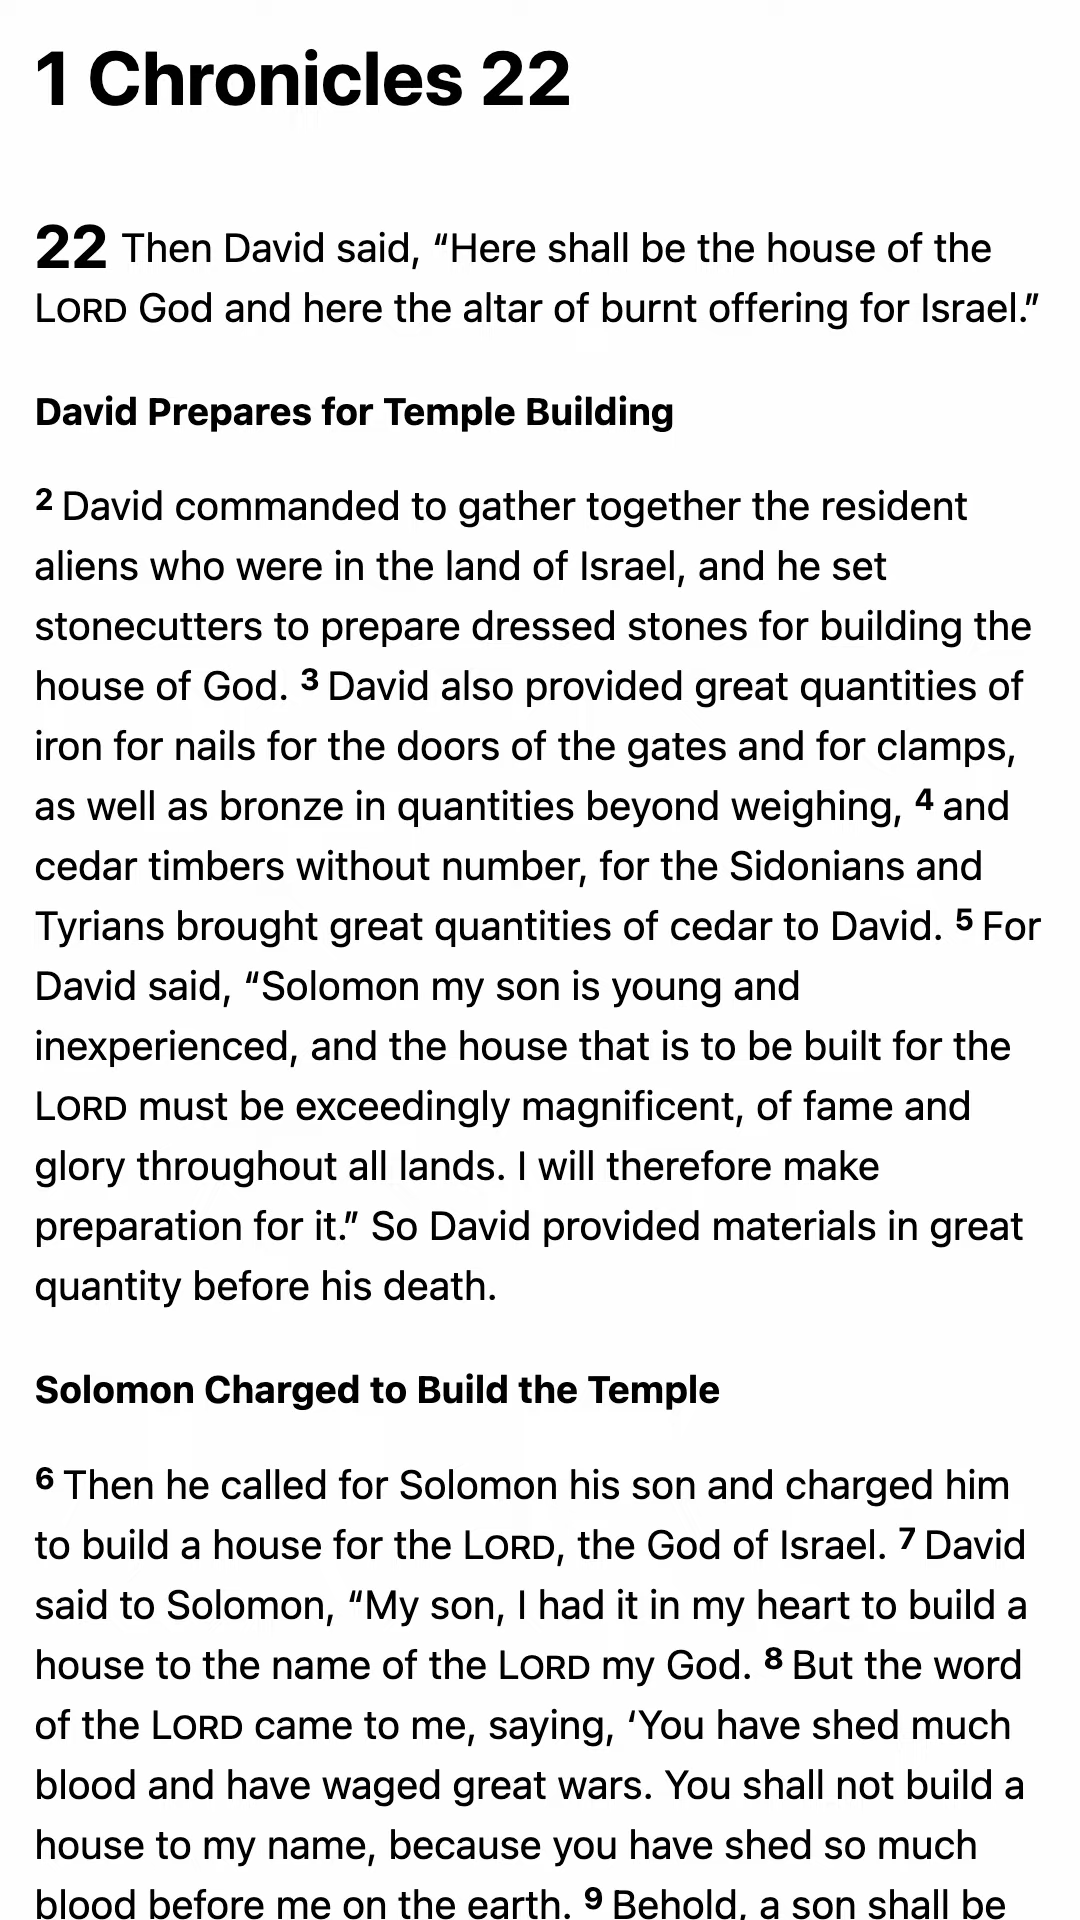 1 Chronicles 22
22 Then David said, “Here shall be the house of the
LORD God and here the altar of burnt offering for Israel.”
David Prepares for Temple Building
2 David commanded to gather together the resident
aliens who were in the land of Israel, and he set
stonecutters to prepare dressed stones for building the
house of God. 3 David also provided great quantities of
iron for nails for the doors of the gates and for clamps,
as well as bronze in quantities beyond weighing, 4 and
cedar timbers without number, for the Sidonians and
Tyrians brought great quantities of cedar to David. 5 For
David said, “Solomon my son is young and
inexperienced, and the house that is to be built for the
LORD must be exceedingly magnificent, of fame and
glory throughout all lands. I will therefore make
preparation for it.” So David provided materials in great
quantity before his death.
Solomon Charged to Build the Temple
6 Then he called for Solomon his son and charged him
to build a house for the LORD, the God of Israel. 7 David
said to Solomon, “My son, I had it in my heart to build a
house to the name of the LORD my God. 8 But the word
of the LORD came to me, saying, ‘You have shed much
blood and have waged great wars. You shall not build a
house to my name, because you have shed so much
blood before me on the earth. 9 Behold, a son shall be